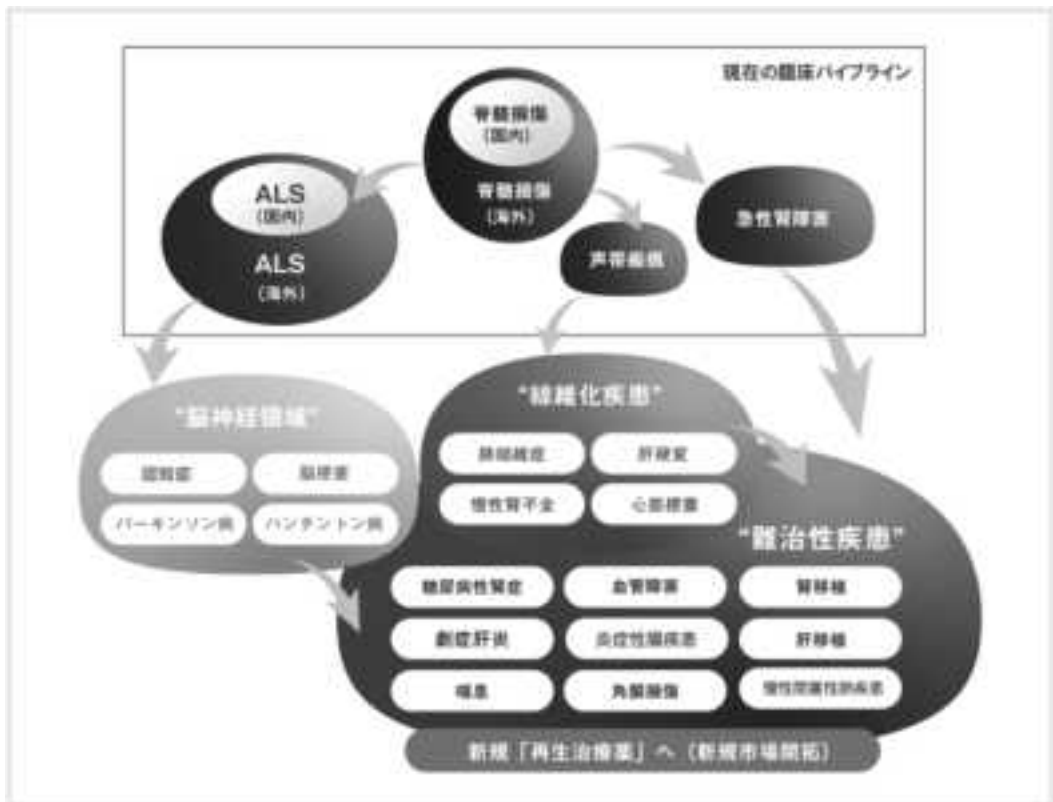 現在の臨床パイプライン
脊髄損傷
(国内)
脊髄損傷
(海外)
ALS
(国内)
ALS
(海外)
急性腎障害
声帯瘢痕
“脳神経領域”
認知症
脳梗塞
パーキンソン病
ハンチントン病
“線維化疾患”
肺線維症
肝硬変
慢性腎不全
心筋梗塞
“難治性疾患”
糖尿病性腎症
血管障害
腎移植
劇症肝炎
炎症性腸疾患
肝移植
喘息
角膜損傷
慢性閉塞性肺疾患
新規「再生治療薬」へ（新規市場開拓）